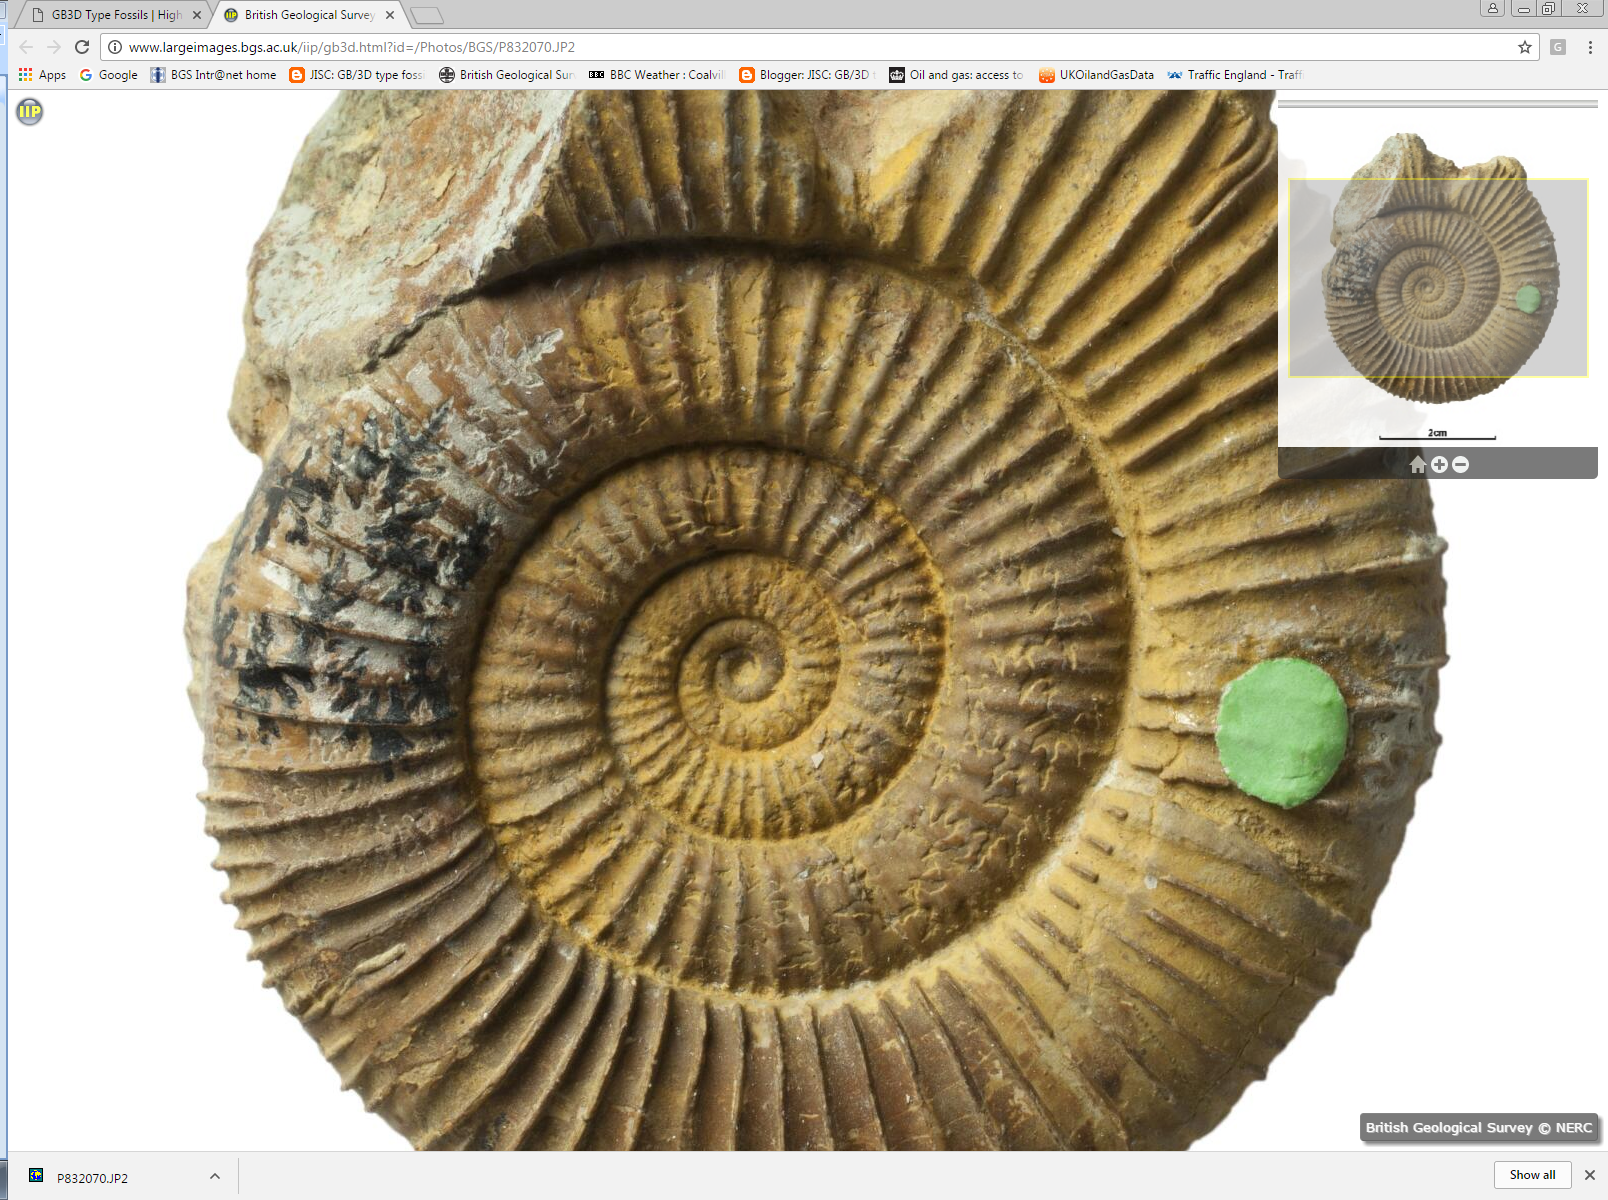 GB3D Type Fossils | High
British Geological Survey
www.largeimages.bgs.ac.uk/iip/gb3d.html?id=/Photos/BGS/P832070.JP2
G
Apps
Google
BGS Intr@net home
JISC: GB/3D type foss
British Geological Sur
BBC BBC Weather : Coalvil
Blogger: JISC: GB/3D t
Oil and gas: access to
UKOilandGasData
Traffic England - Traff
IIP
2cm
British Geological Survey © NERC
P832070.JP2
Show all